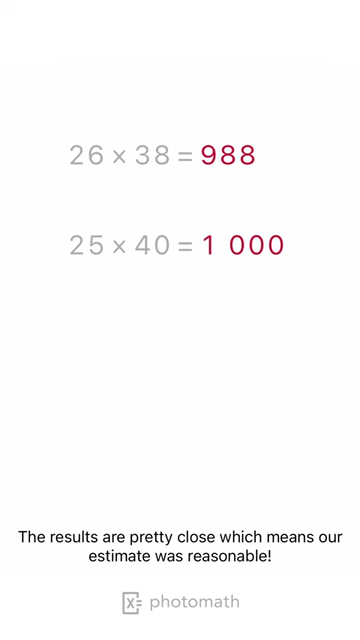 26 × 38 = 988
25 × 40 = 1 000
The results are pretty close which means our
estimate was reasonable!
photomath